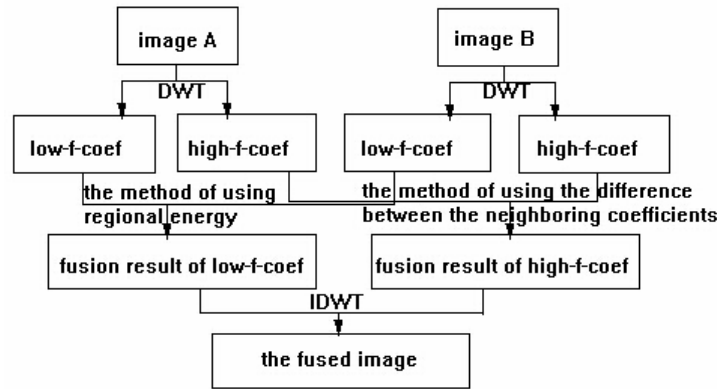 image A
image B
DWT
DWT
low-f-coef
high-f-coef
low-f-coef
high-f-coef
the method of using
regional energy
the method of using the difference
between the neighboring coefficients
fusion result of low-f-coef
fusion result of high-f-coef
IDWT
the fused image